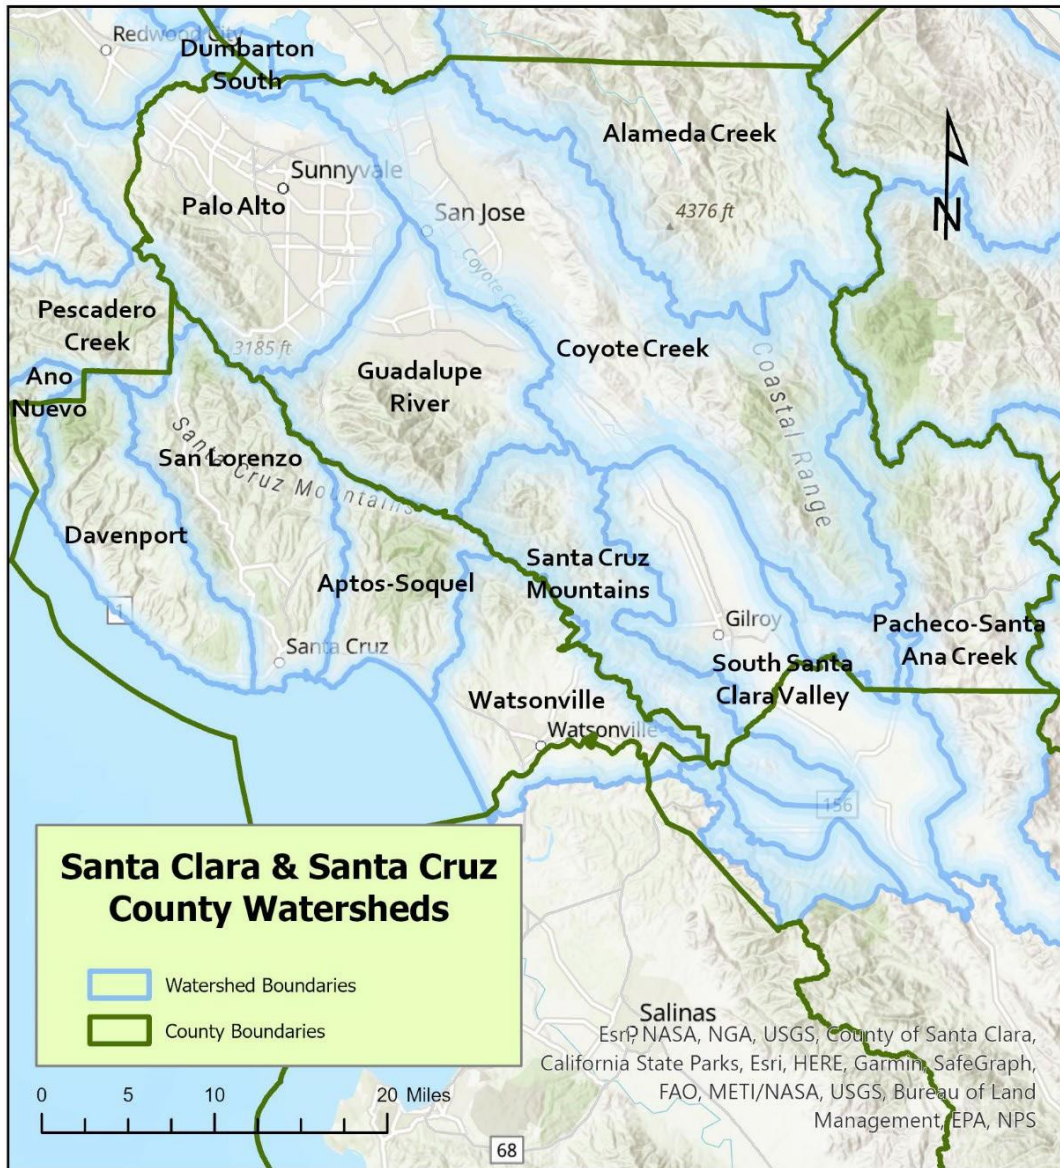 Redwood City
Dumbarton
South
Alameda Creek
Sunnyvale
Palo Alto
San Jose
4376 ft
N
Coyote Creek
Pescadero
Creek
3185 ft
Guadalupe
River
Coyote Creek
Coastal Range
Ano
Nuevo
San Lorenzo
Santa Cruz Mountains
Davenport
Aptos-Soquel
Santa Cruz
Mountains
1
Gilroy
Pacheco-Santa
Ana Creek
Santa Cruz
South Santa
Clara Valley
Watsonville
Watsonville
156
Santa Clara & Santa Cruz
County Watersheds
Watershed Boundaries
County Boundaries
Salinas
Esri, NASA, NGA, USGS, County of Santa Clara,
California State Parks, Esri, HERE, Garmin, SafeGraph,
FAO, METI/NASA, USGS, Bureau of Land
Management, EPA, NPS
0 5 10 20 Miles
68